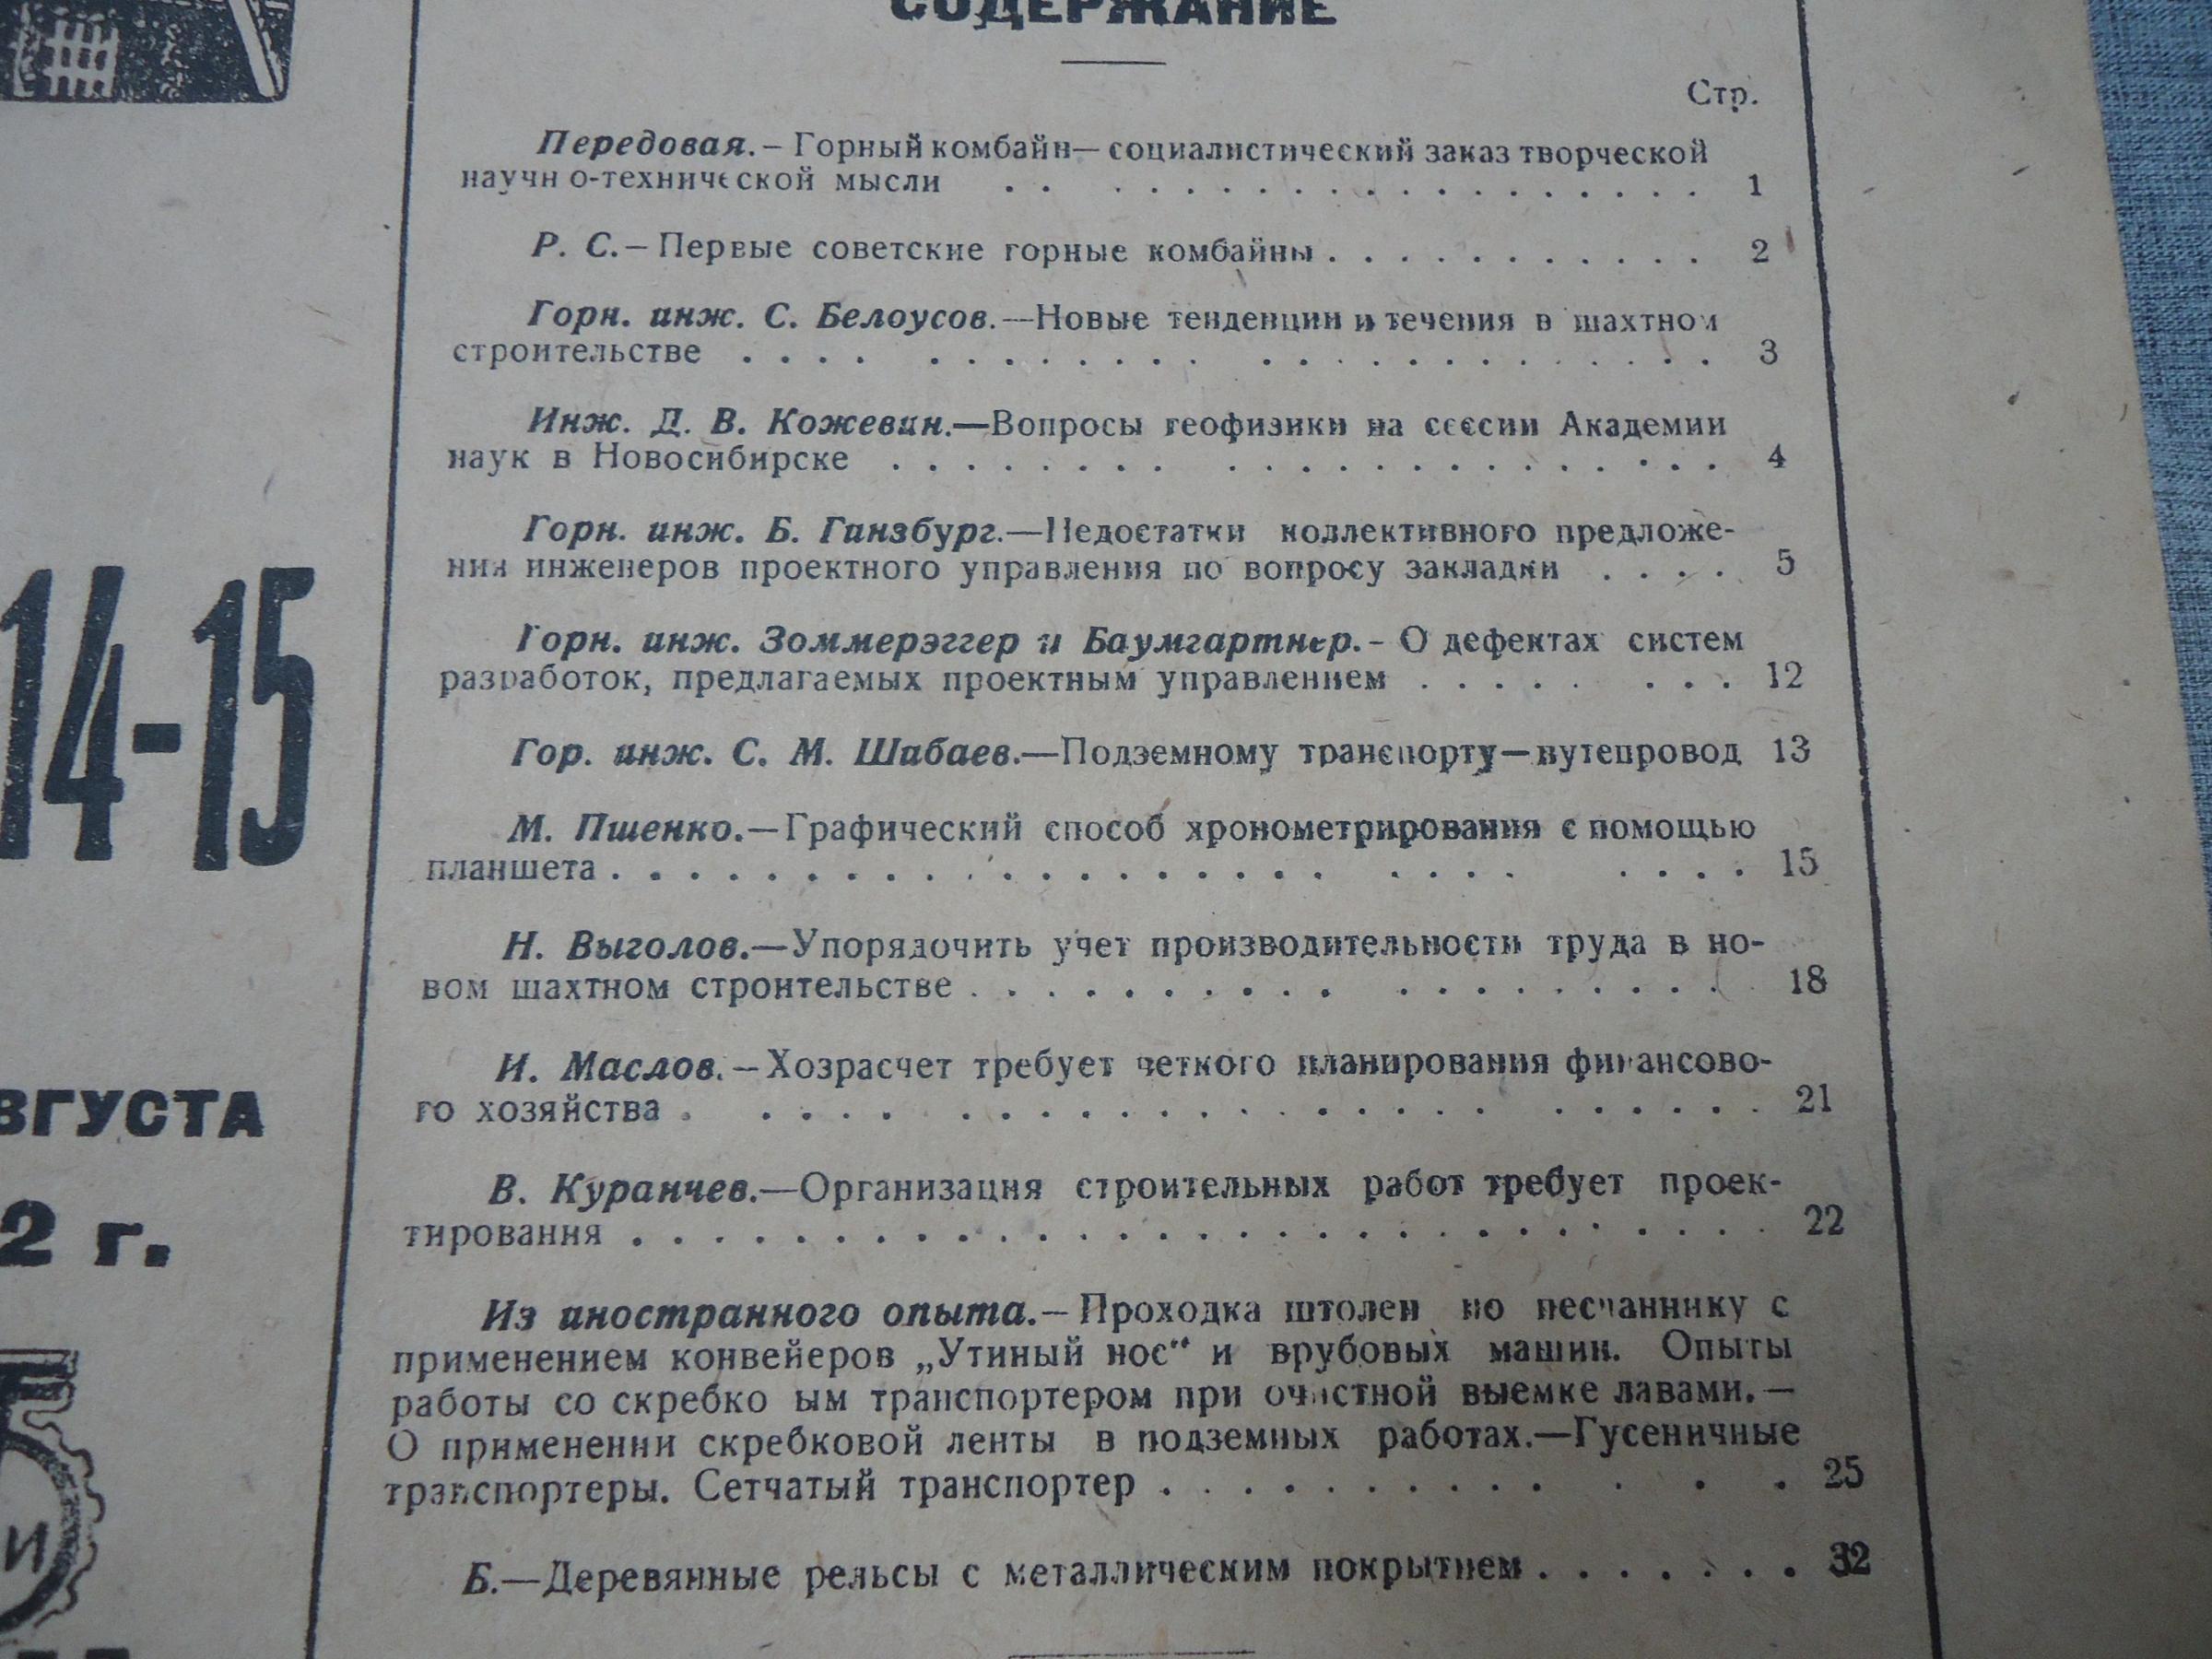 СОДЕРЖАНИЕ
Стр.
Передовая.— Горный комбайн— социалистический заказ творческой
научно-технической мысли . . . . . . . . . . . . . . . . . 1
Р. С.— Первые советские горные комбайны . . . . . . . . . . . 2
Горн. инж. С. Белоусов.—Новые тенденции и течения в шахтном
строительстве . . . . . . . . . . . . . . . . . . . . 3
Инж. Д. В. Кожевин.—Вопросы геофизики на сессии Академии
наук в Новосибирске . . . . . . . . . . . . . . . . . . . 4
Горн. инж. Б. Гинзбург.—Недостатки коллективного предложе-
ния инженеров проектного управления по вопросу закладки . . . . 5
Горн. инж. Зоммерэггер и Баумгартнер.- О дефектах систем
разработок, предлагаемых проектным управлением . . . . . . . . 12
Гор. инж. С. М. Шабаев.—Подземному транспорту—путепровод 13
М. Пшенко.—Графический способ хронометрирования с помощью
планшета . . . . . . . . . . . . . . . . . . . . . . . . 15
Н. Выголов.—Упорядочить учет производительности труда в но-
вом шахтном строительстве . . . . . . . . . . . . . . . . . . 18
И. Маслов.—Хозрасчет требует четкого планирования финансово-
го хозяйства . . . . . . . . . . . . . . . . . . . . . . 21
В. Куранчев.—Организация строительных работ требует проек-
тирования . . . . . . . . . . . . . . . . . . . . . . . . 22
Из иностранного опыта.— Проходка штолен по песчаннику с
применением конвейеров „Утиный нос“ и врубовых машин. Опыты
работы со скребко ым транспортером при очистной выемке лавами.—
О применении скребковой ленты в подземных работах.—Гусеничные
транспортеры. Сетчатый транспортер . . . . . . . . . . . . . 25
Б.—Деревянные рельсы с металлическим покрытием . . . . . . . 32
14-15
ВГУСТА
2 г.
И